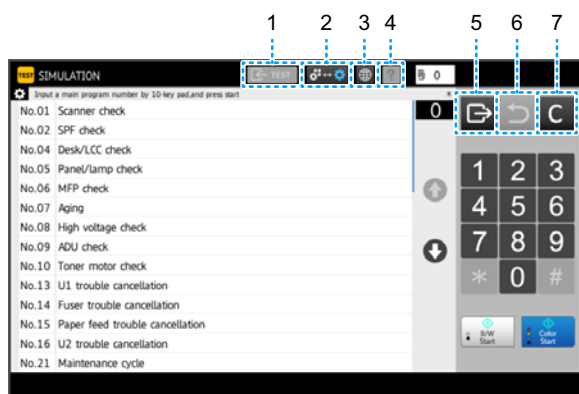 1 2 3 4 5 6 7
TEST SIMULATION TEST ? 0
Input a main program number by 10-key pad,and press start
No.01 Scanner check 0
No.02 SPF check
No.04 Desk/LCC check
No.05 Panel/lamp check
No.06 MFP check
No.07 Aging
No.08 High voltage check
No.09 ADU check
No.10 Toner motor check
No.13 U1 trouble cancellation
No.14 Fuser trouble cancellation
No.15 Paper feed trouble cancellation
No.16 U2 trouble cancellation
No.21 Maintenance cycle
C
1 2 3
4 5 6
7 8 9
* 0 #
B/W Start
Color Start